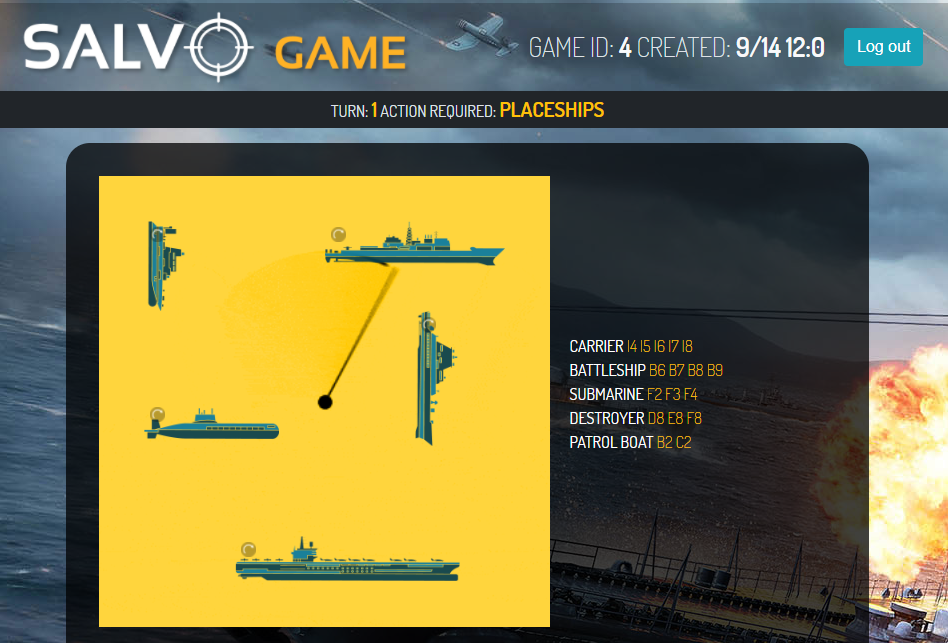 SALVO GAME
GAME ID: 4 CREATED: 9/14 12:0
Log out
TURN: 1 ACTION REQUIRED: PLACESHIPS
CARRIER I4 I5 I6 I7 I8
BATTLESHIP B6 B7 B8 B9
SUBMARINE F2 F3 F4
DESTROYER D8 E8 F8
PATROL BOAT B2 C2